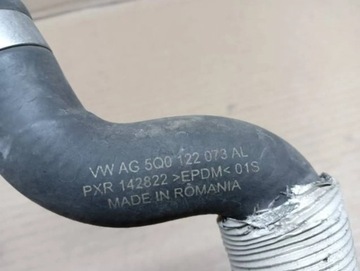 VW AG 5Q0 122 073 AL
PXR 142822 >EPDM< 01S
MADE IN ROMANIA